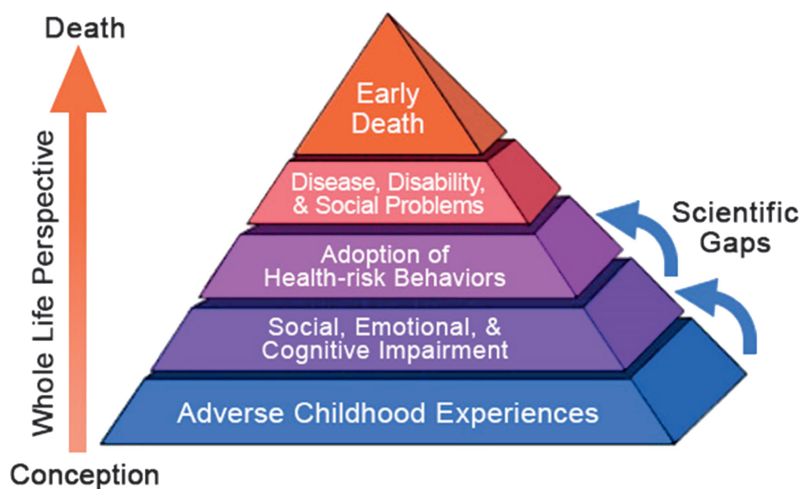 Death
Whole Life Perspective
Conception
Early
Death
Disease, Disability,
& Social Problems
Adoption of
Health-risk Behaviors
Social, Emotional, &
Cognitive Impairment
Adverse Childhood Experiences
Scientific
Gaps